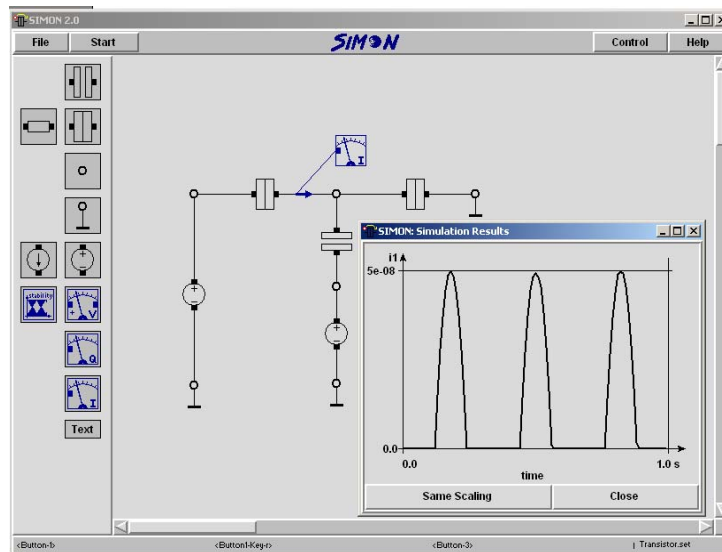 SIMON 2.0
File Start SIMON Control Help
I
SIMON: Simulation Results
i1
5e-08
0.0
0.0 1.0 s
time
Same Scaling Close
stability
V
Q
I
Text
<Button-1> <Button1-Key-r> <Button-3> | Transistor.set